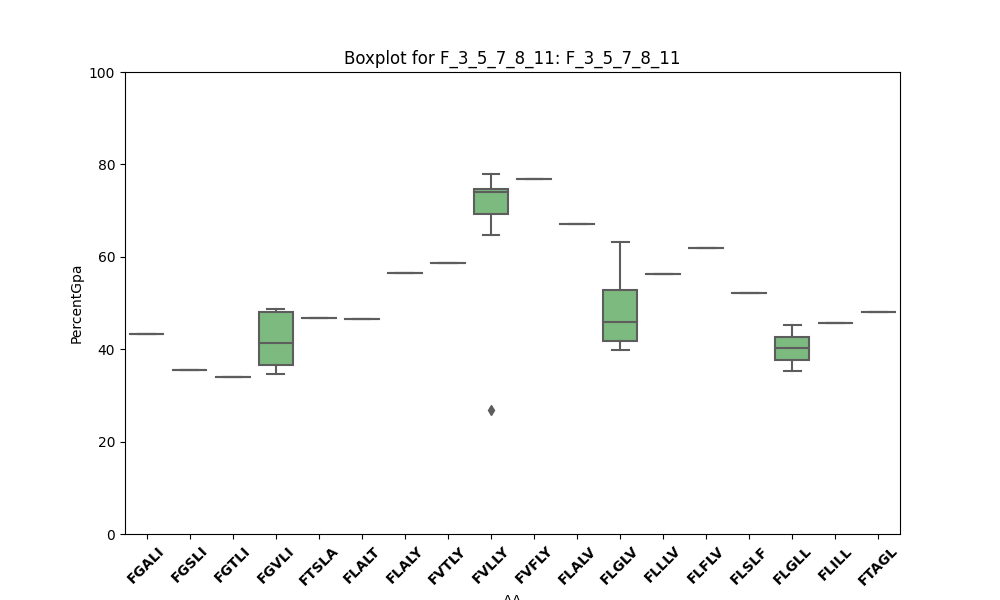 Boxplot for F_3_5_7_8_11: F_3_5_7_8_11
100
80
60
40
20
0
PercentGpa
FGALI
FGSLI
FGTLI
FGVLI
FTSLA
FLALT
FLALY
FVTLY
FVLLY
FVFLY
FLALV
FLGLV
FLLLV
FLFLV
FLSLF
FLGLL
FLILL
FTAGL
AA